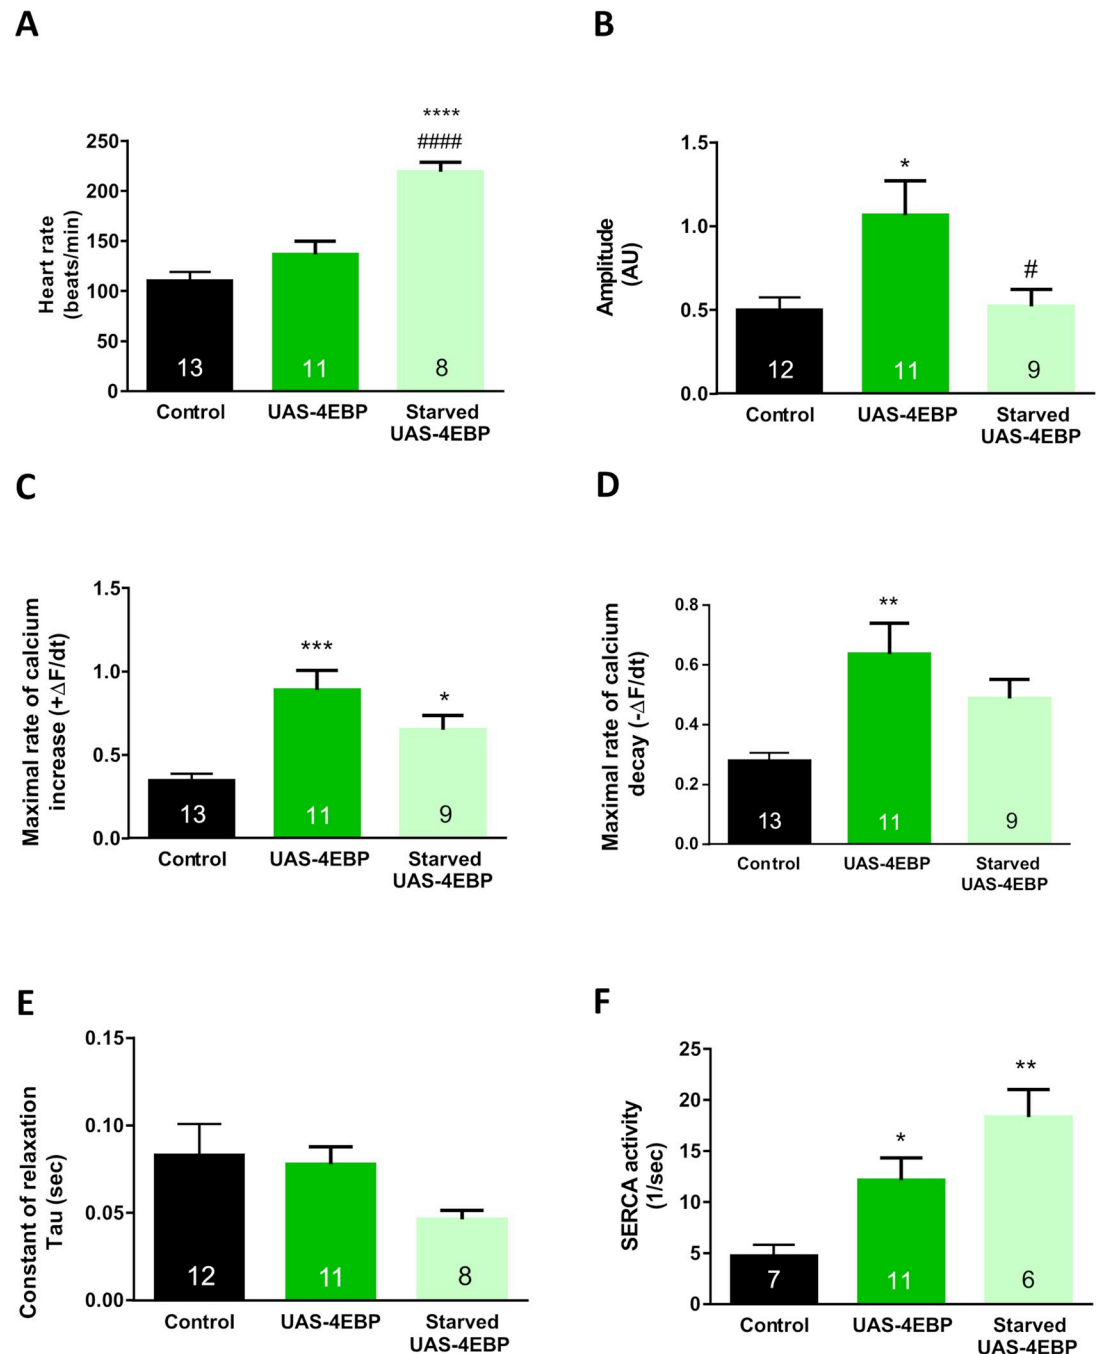 A
****
####
250
200
150
100
50
0
Heart rate
(beats/min)
13
11
8
Control
UAS-4EBP
Starved
UAS-4EBP
B
*
#
1.5
1.0
0.5
0.0
Amplitude
(AU)
12
11
9
Control
UAS-4EBP
Starved
UAS-4EBP
C
***
*
1.5
1.0
0.5
0.0
Maximal rate of calcium
increase (+ΔF/dt)
13
11
9
Control
UAS-4EBP
Starved
UAS-4EBP
D
**
0.8
0.6
0.4
0.2
0.0
Maximal rate of calcium
decay (-ΔF/dt)
13
11
9
Control
UAS-4EBP
Starved
UAS-4EBP
E
0.15
0.10
0.05
0.00
Constant of relaxation
Tau (sec)
12
11
8
Control
UAS-4EBP
Starved
UAS-4EBP
F
**
*
25
20
15
10
5
0
SERCA activity
(1/sec)
7
11
6
Control
UAS-4EBP
Starved
UAS-4EBP